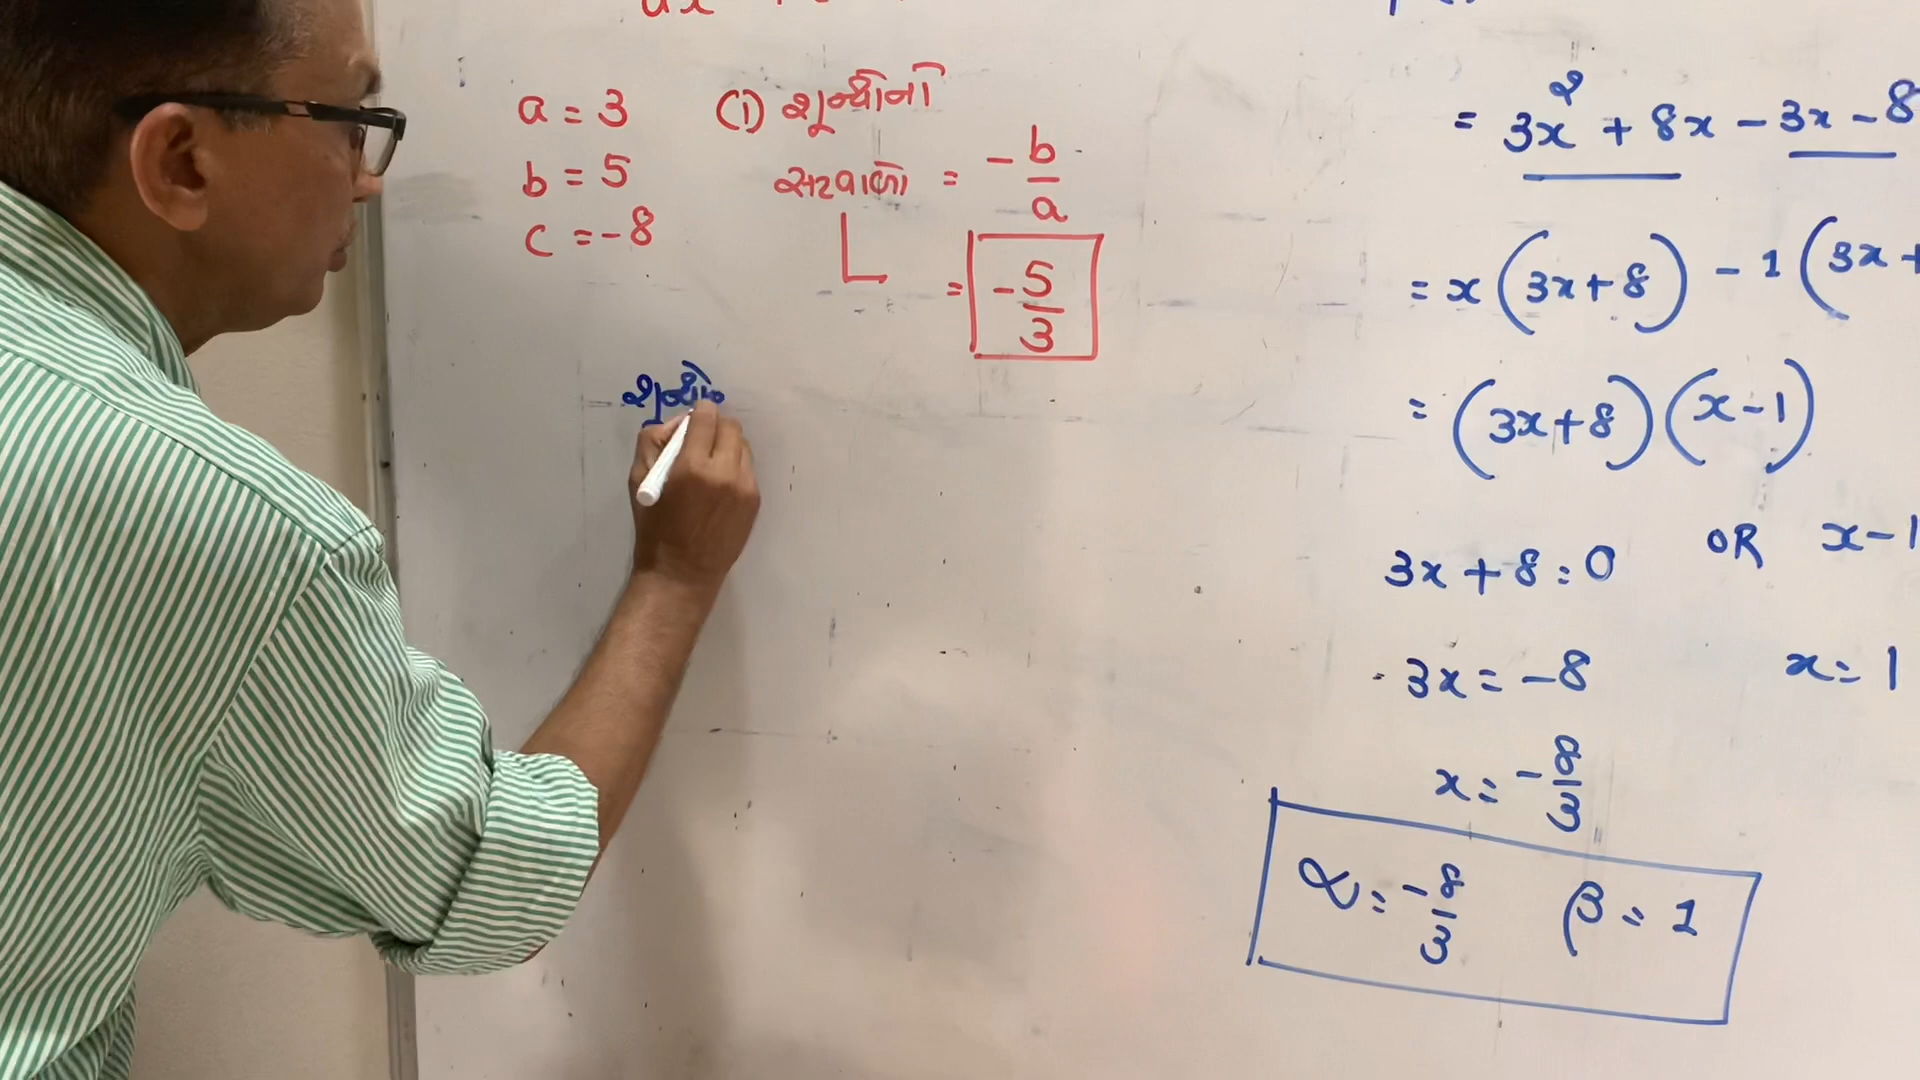 a = 3
b = 5
c = -8
(1) શૂન્યોનો
સરવાળો = -b/a
= -5/3
શૂન્યો
= 3x² + 8x - 3x - 8
= x (3x+8) - 1 (3x+
= (3x+8) (x-1)
3x + 8 = 0 OR x-1
3x = -8 x = 1
x = -8/3
α = -8/3 β = 1